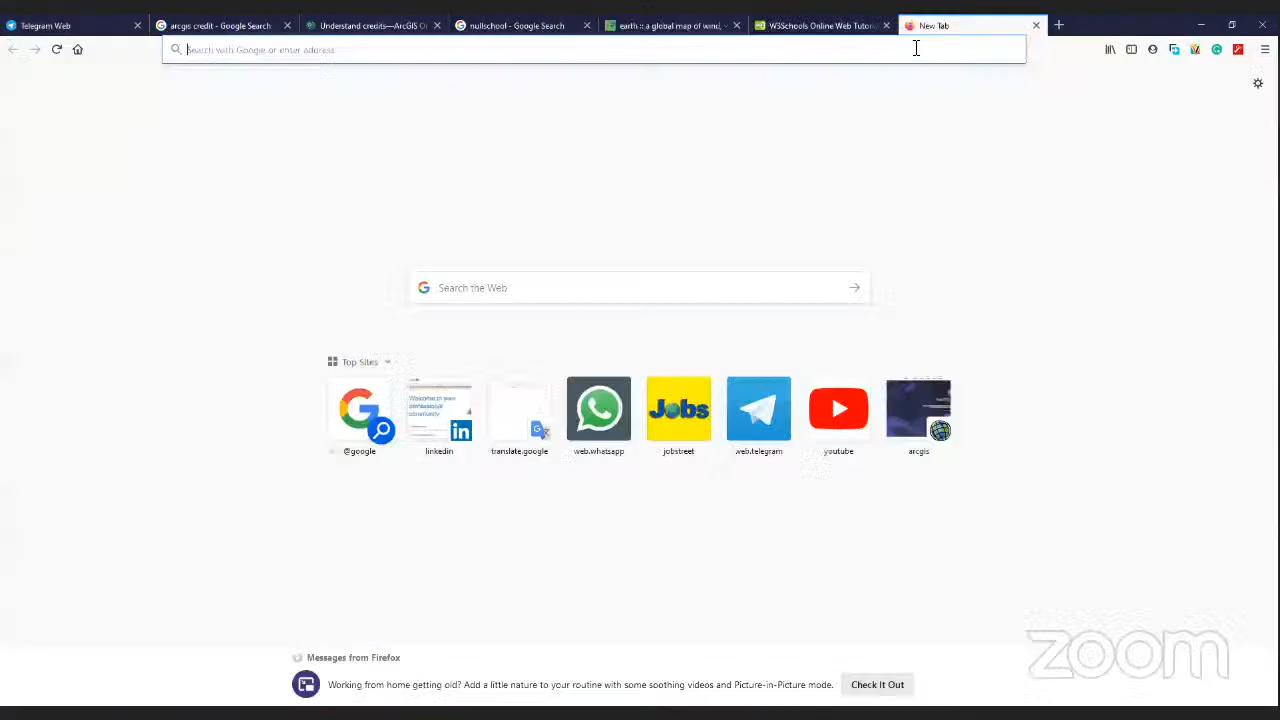 Telegram Web
arcgis credit - Google Search
Understand credits—ArcGIS O
nullschool - Google Search
earth :: a global map of wind,
W3Schools Online Web Tutori
New Tab
Search with Google or enter address
Search the Web
Top Sites
Jobs
@google
linkedin
translate.google
web.whatsapp
jobstreet
web.telegram
youtube
arcgis
Messages from Firefox
Working from home getting old? Add a little nature to your routine with some soothing videos and Picture-in-Picture mode.
Check It Out
zoom